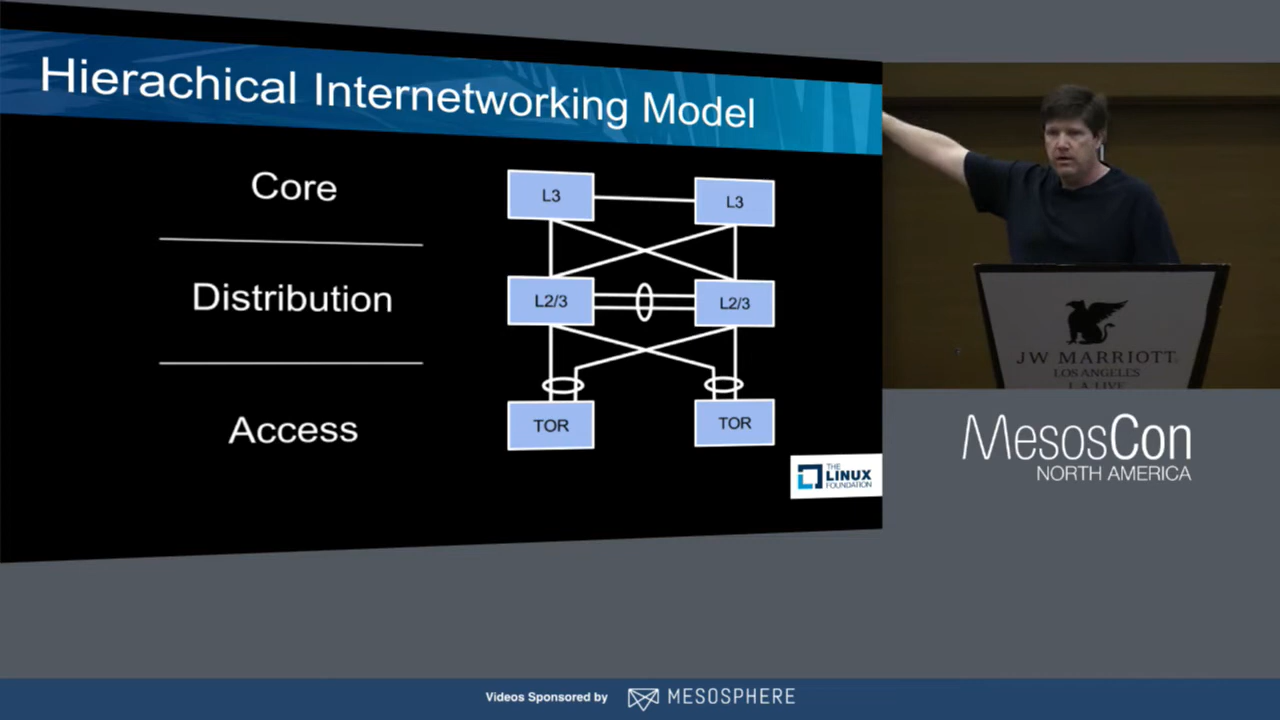 Hierachical Internetworking Model
Core
L3
L3
Distribution
L2/3
L2/3
Access
TOR
TOR
THE
LINUX
FOUNDATION
JW MARRIOTT
LOS ANGELES
L.A. LIVE
MesosCon
NORTH AMERICA
Videos Sponsored by
MESOSPHERE